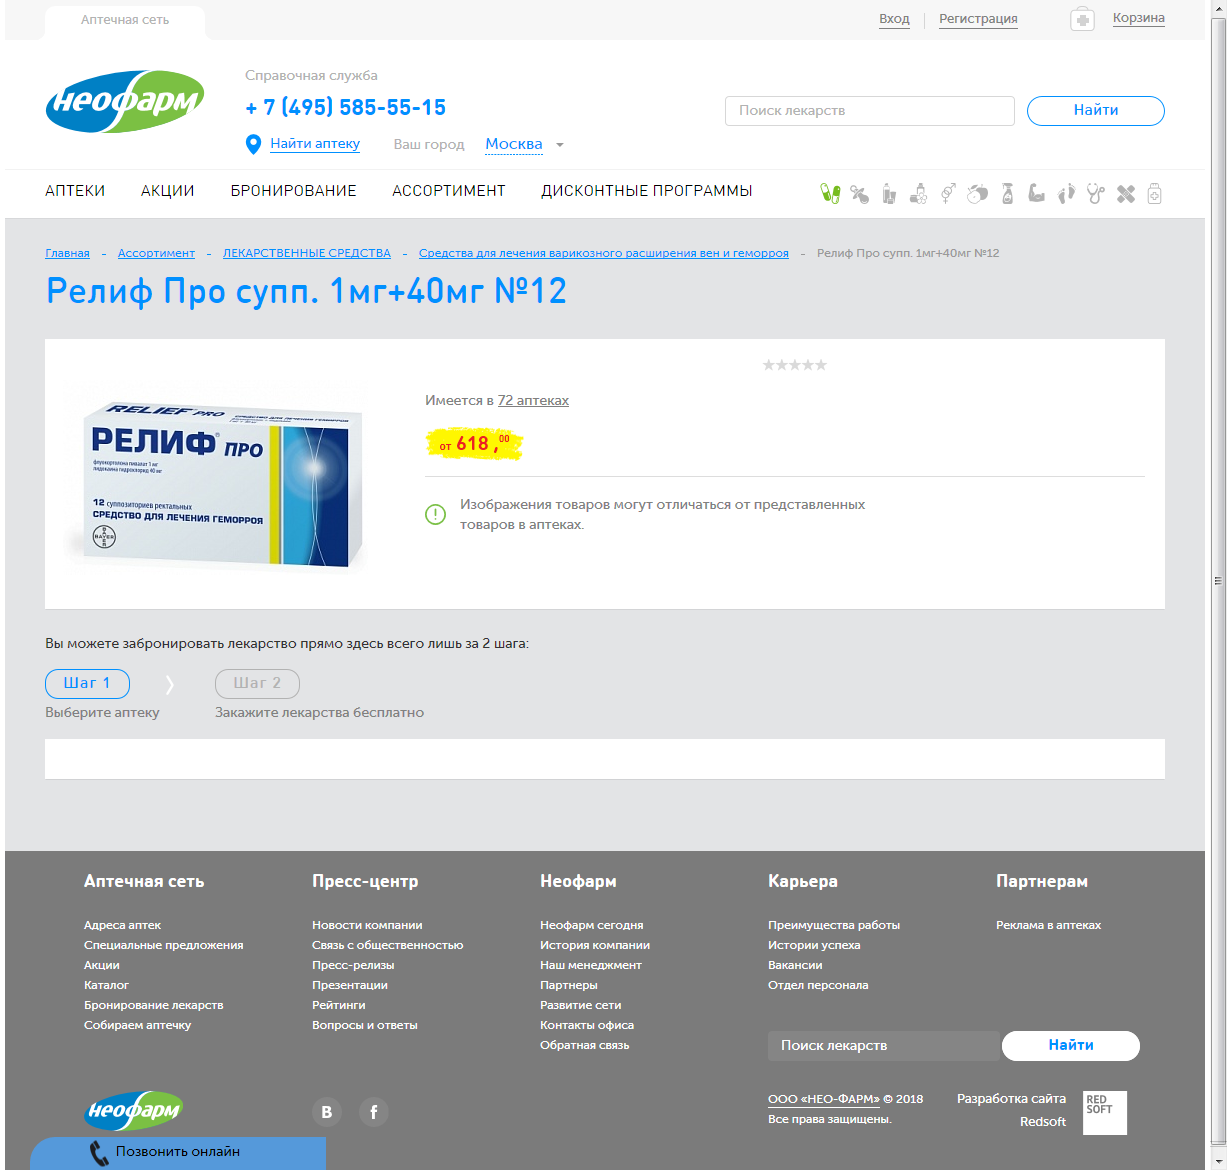 Аптечная сеть
Вход
Регистрация
Корзина
неофарм
Справочная служба
+ 7 (495) 585-55-15
Поиск лекарств
Найти
Найти аптеку
Ваш город
Москва
АПТЕКИ
АКЦИИ
БРОНИРОВАНИЕ
АССОРТИМЕНТ
ДИСКОНТНЫЕ ПРОГРАММЫ
Главная - Ассортимент - ЛЕКАРСТВЕННЫЕ СРЕДСТВА - Средства для лечения варикозного расширения вен и геморроя - Релиф Про супп. 1мг+40мг №12
Релиф Про супп. 1мг+40мг №12
RELIEF PRO
РЕЛИФ® ПРО
флуокортолона пивалат 1 мг
лидокаина гидрохлорид 40 мг
12 суппозиториев ректальных
СРЕДСТВО ДЛЯ ЛЕЧЕНИЯ ГЕМОРРОЯ
BAYER
Имеется в 72 аптеках
от 618,00
Изображения товаров могут отличаться от представленных
товаров в аптеках.
Вы можете забронировать лекарство прямо здесь всего лишь за 2 шага:
Шаг 1
Шаг 2
Выберите аптеку
Закажите лекарства бесплатно
Аптечная сеть
Адреса аптек
Специальные предложения
Акции
Каталог
Бронирование лекарств
Собираем аптечку
Пресс-центр
Новости компании
Связь с общественностью
Пресс-релизы
Презентации
Рейтинги
Вопросы и ответы
Неофарм
Неофарм сегодня
История компании
Наш менеджмент
Партнеры
Развитие сети
Контакты офиса
Обратная связь
Карьера
Преимущества работы
Истории успеха
Вакансии
Отдел персонала
Партнерам
Реклама в аптеках
Поиск лекарств
Найти
неофарм
В
f
ООО «НЕО-ФАРМ» © 2018
Все права защищены.
Разработка сайта
Redsoft
RED
SOFT
Позвонить онлайн